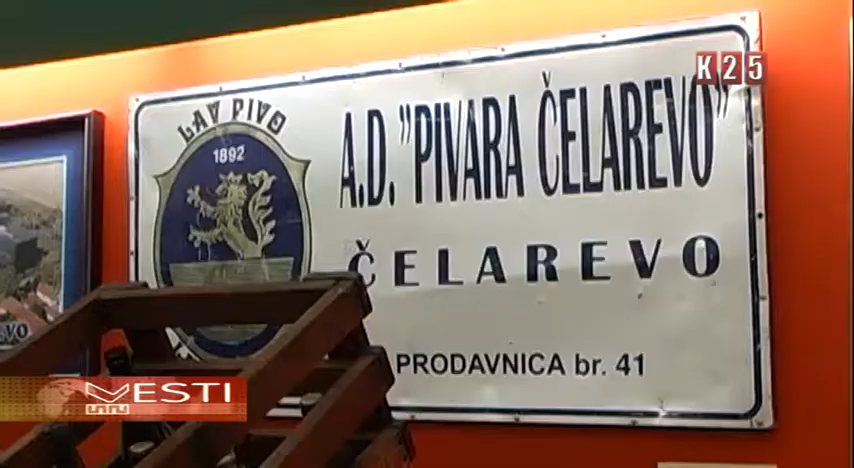 K25
LAV PIVO
1892
A.D. "PIVARA ČELAREVO"
ČELAREVO
PRODAVNICA br. 41
VESTI